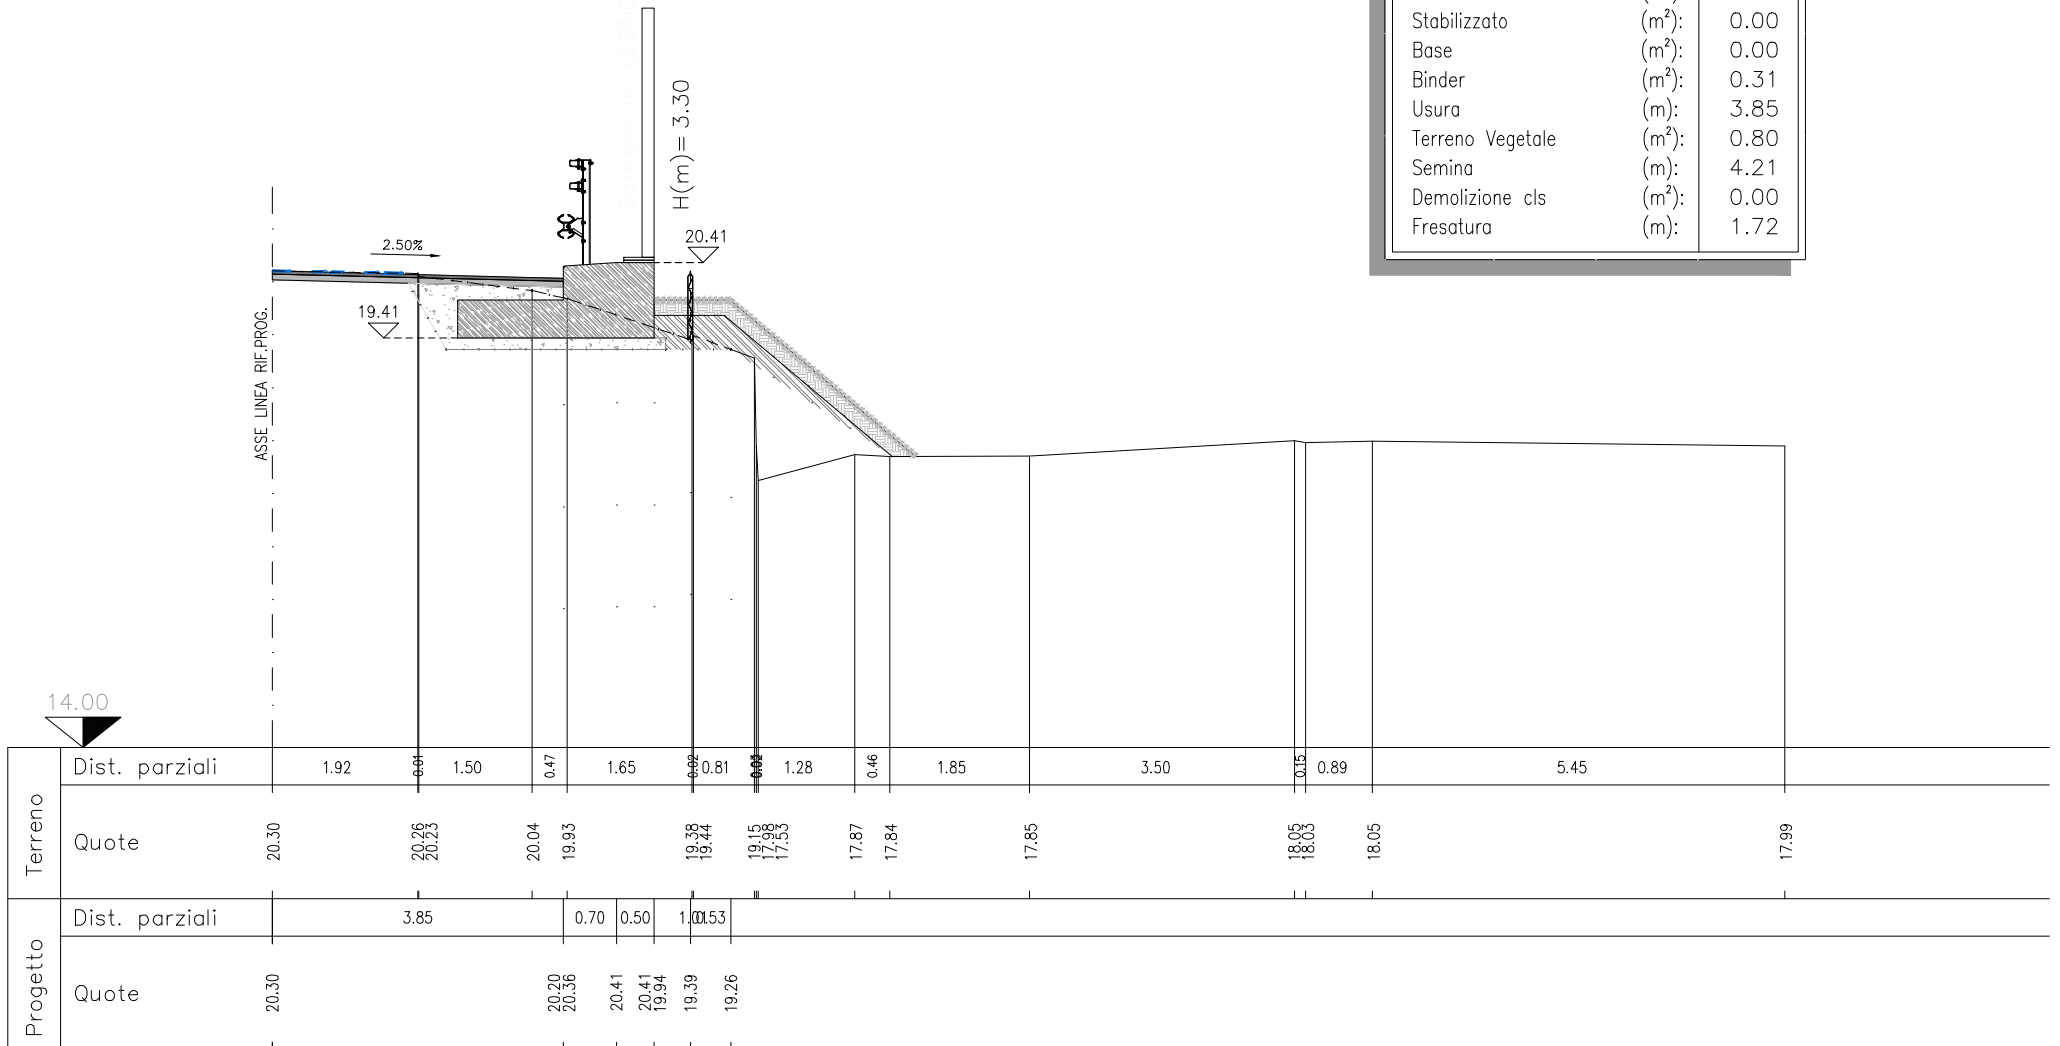 Stabilizzato (m²): 0.00
Base (m²): 0.00
Binder (m²): 0.31
Usura (m): 3.85
Terreno Vegetale (m²): 0.80
Semina (m): 4.21
Demolizione cls (m²): 0.00
Fresatura (m): 1.72
H(m)= 3.30
20.41
2.50%
19.41
ASSE LINEA RIF.PROG.
14.00
Terreno
Dist. parziali 1.92 0.01 1.50 0.47 1.65 0.02 0.81 0.02 1.28 0.46 1.85 3.50 0.15 0.89 5.45
Quote 20.30 20.26 20.23 20.04 19.93 19.38 19.44 19.15 17.98 17.53 17.87 17.84 17.85 18.05 18.03 18.05 17.99
Progetto
Dist. parziali 3.85 0.70 0.50 0.53
Quote 20.30 20.20 20.36 20.41 20.41 19.94 19.39 19.26